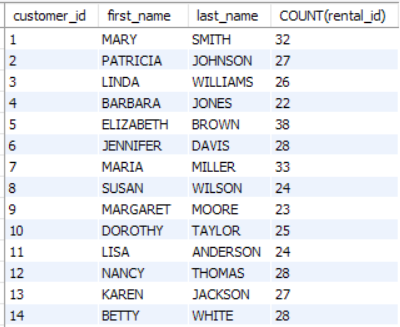 customer_id first_name last_name COUNT(rental_id)
1 MARY SMITH 32
2 PATRICIA JOHNSON 27
3 LINDA WILLIAMS 26
4 BARBARA JONES 22
5 ELIZABETH BROWN 38
6 JENNIFER DAVIS 28
7 MARIA MILLER 33
8 SUSAN WILSON 24
9 MARGARET MOORE 23
10 DOROTHY TAYLOR 25
11 LISA ANDERSON 24
12 NANCY THOMAS 28
13 KAREN JACKSON 27
14 BETTY WHITE 28